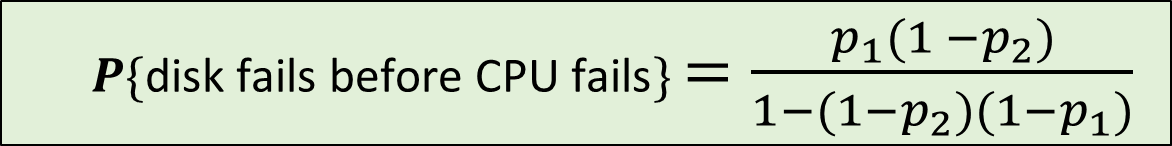 P{disk fails before CPU fails} = p₁(1 −p₂) / 1−(1−p₂)(1−p₁)